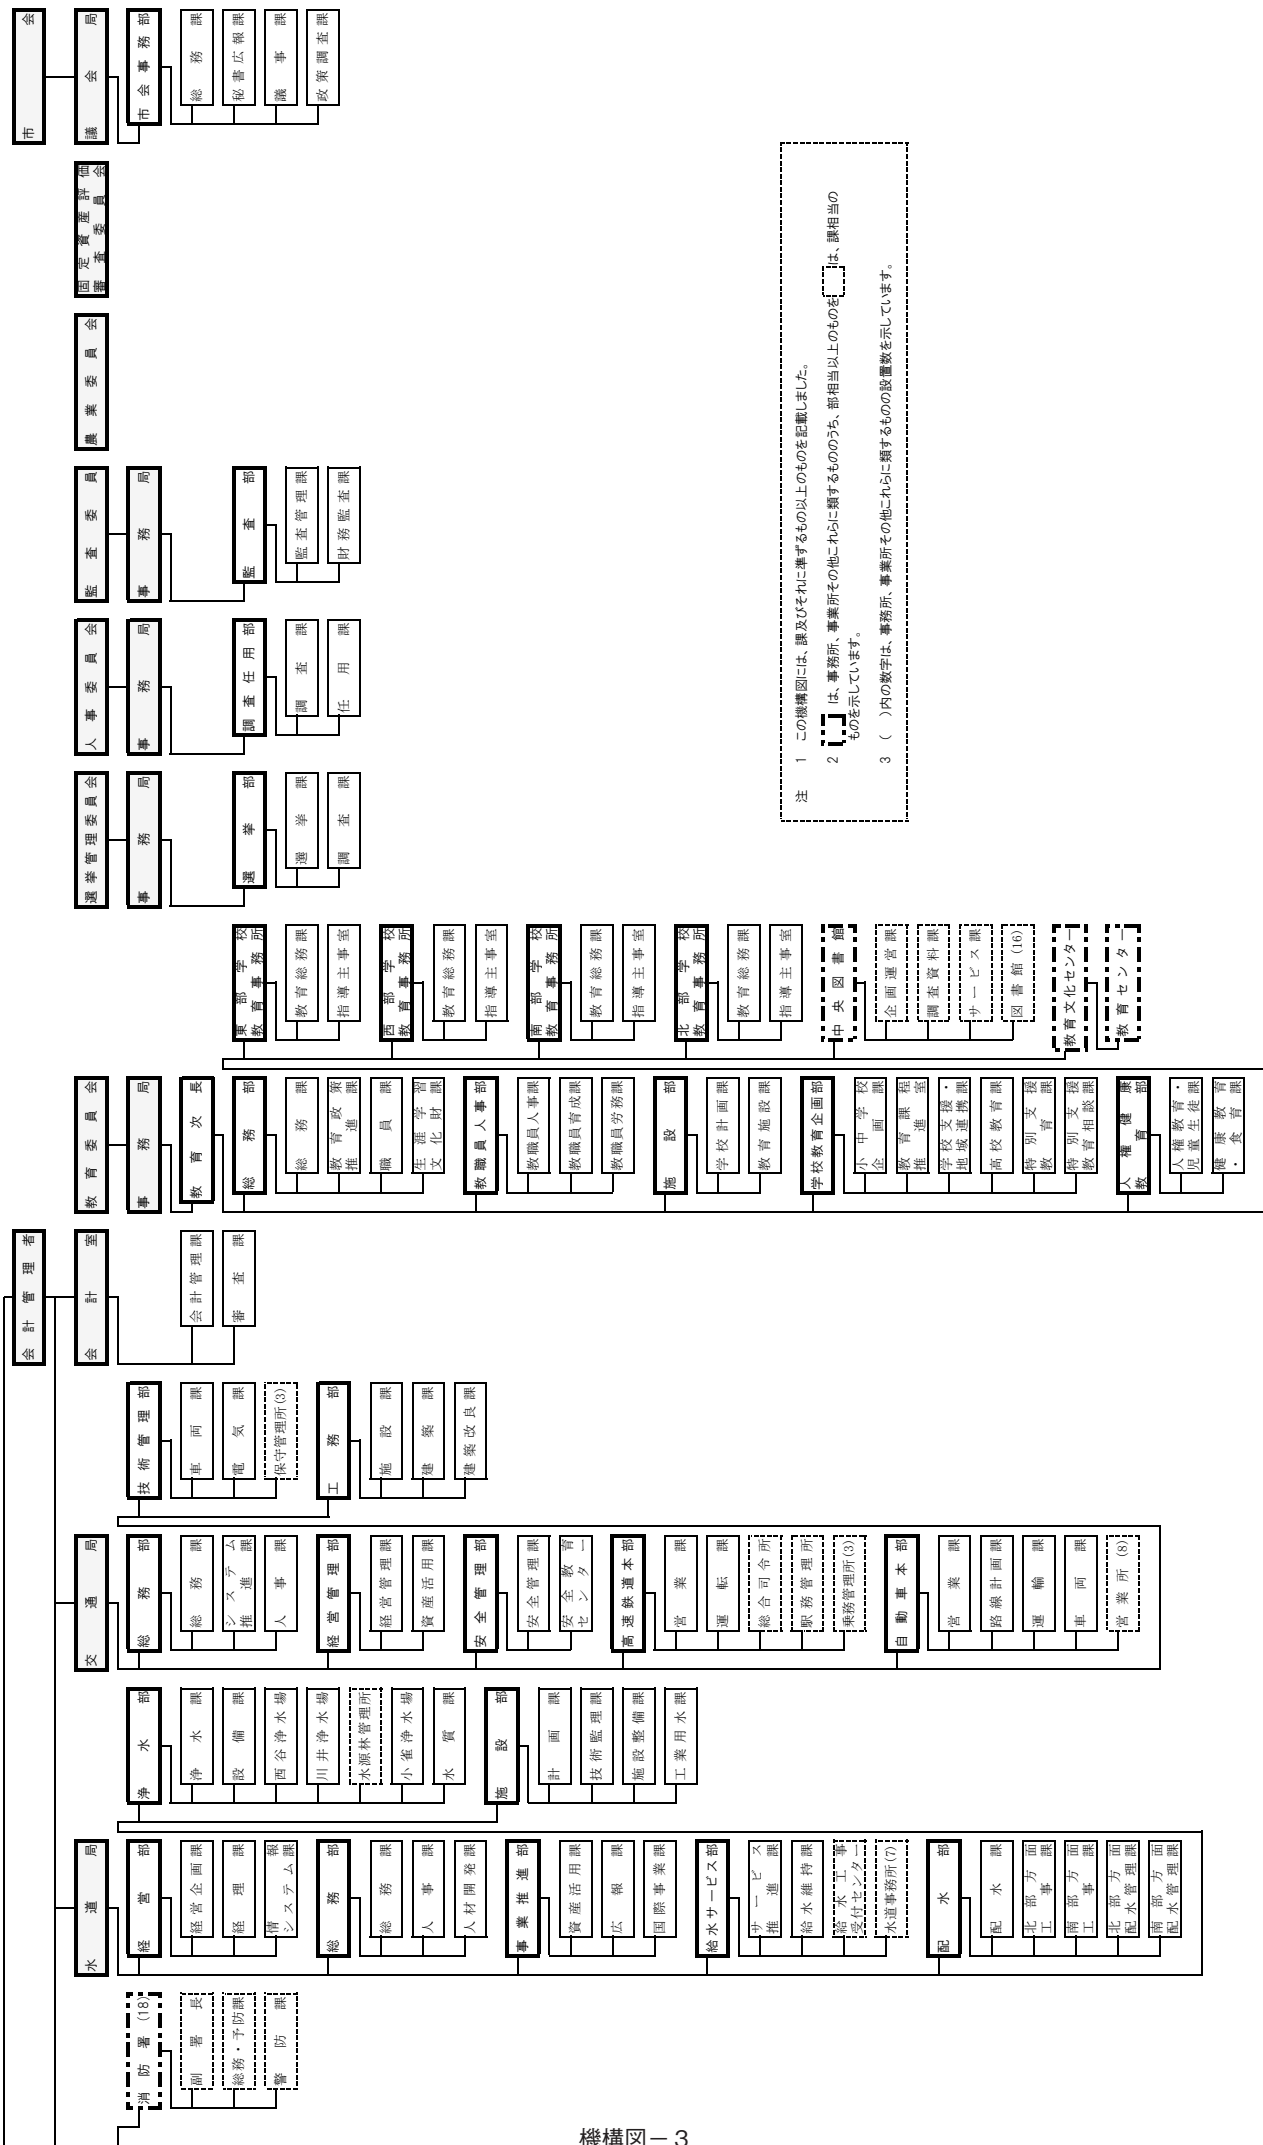 市会
議会局
市会事務部
総務課
秘書広報課
議事課
政策調査課
固定資産評価
審査委員会
農業委員会
監査委員
事務局
監査部
監査管理課
財務監査課
人事委員会
事務局
調査任用部
調査課
任用課
選挙管理委員会
事務局
選挙部
選挙課
調査課
注 1 この機構図には、課及びそれに準ずるもの以上のものを記載しました。
2 は、事務所、事業所その他これらに類するもののうち、部相当以上のものを は、課相当の
ものを示しています。
3 ( )内の数字は、事務所、事業所その他これらに類するものの設置数を示しています。
東部学校
教育事務所
教育総務課
指導主事室
西部学校
教育事務所
教育総務課
指導主事室
南部学校
教育事務所
教育総務課
指導主事室
北部学校
教育事務所
教育総務課
指導主事室
中央図書館
企画運営課
調査資料課
サービス課
図書館(16)
教育文化センター
教育センター
教育委員会
事務局
教育次長
総務部
総務課
教育政策
推進課
職員課
生涯学習
文化財課
教職員人事部
教職員人事課
教職員育成課
教職員労務課
施設部
学校計画課
教育施設課
学校教育企画部
小中学校
企画課
教育課程
推進室
学校支援・
地域連携課
高校教育課
特別支援
教育課
特別支援
教育相談課
人権健康
教育部
人権教育・
児童生徒課
健康教育
・食育課
会計管理者
会計室
会計管理課
審査課
技術管理部
車両課
電気課
保守管理所(3)
工務部
施設課
建築課
建築改良課
交通局
総務部
総務課
システム
推進課
人事課
経営管理部
経営管理課
資産活用課
安全管理部
安全管理課
安全教育
センター
高速鉄道本部
営業課
運転課
総合司令所
駅務管理所
乗務管理所(3)
自動車本部
営業課
路線計画課
運輸課
車両課
営業所(8)
浄水部
浄水課
設備課
西谷浄水場
川井浄水場
水源林管理所
小雀浄水場
水質課
施設部
計画課
技術監理課
施設整備課
工業用水課
水道局
経営部
経営企画課
経理課
情報
システム課
総務部
総務課
人事課
人材開発課
事業推進部
資産活用課
広報課
国際事業課
給水サービス部
サービス
推進課
給水維持課
給水工事
受付センター
水道事務所(7)
配水部
配水課
北部方面
工事課
南部方面
工事課
北部方面
配水管理課
南部方面
配水管理課
消防署(18)
副署長
総務・予防課
警防課
機構図－3